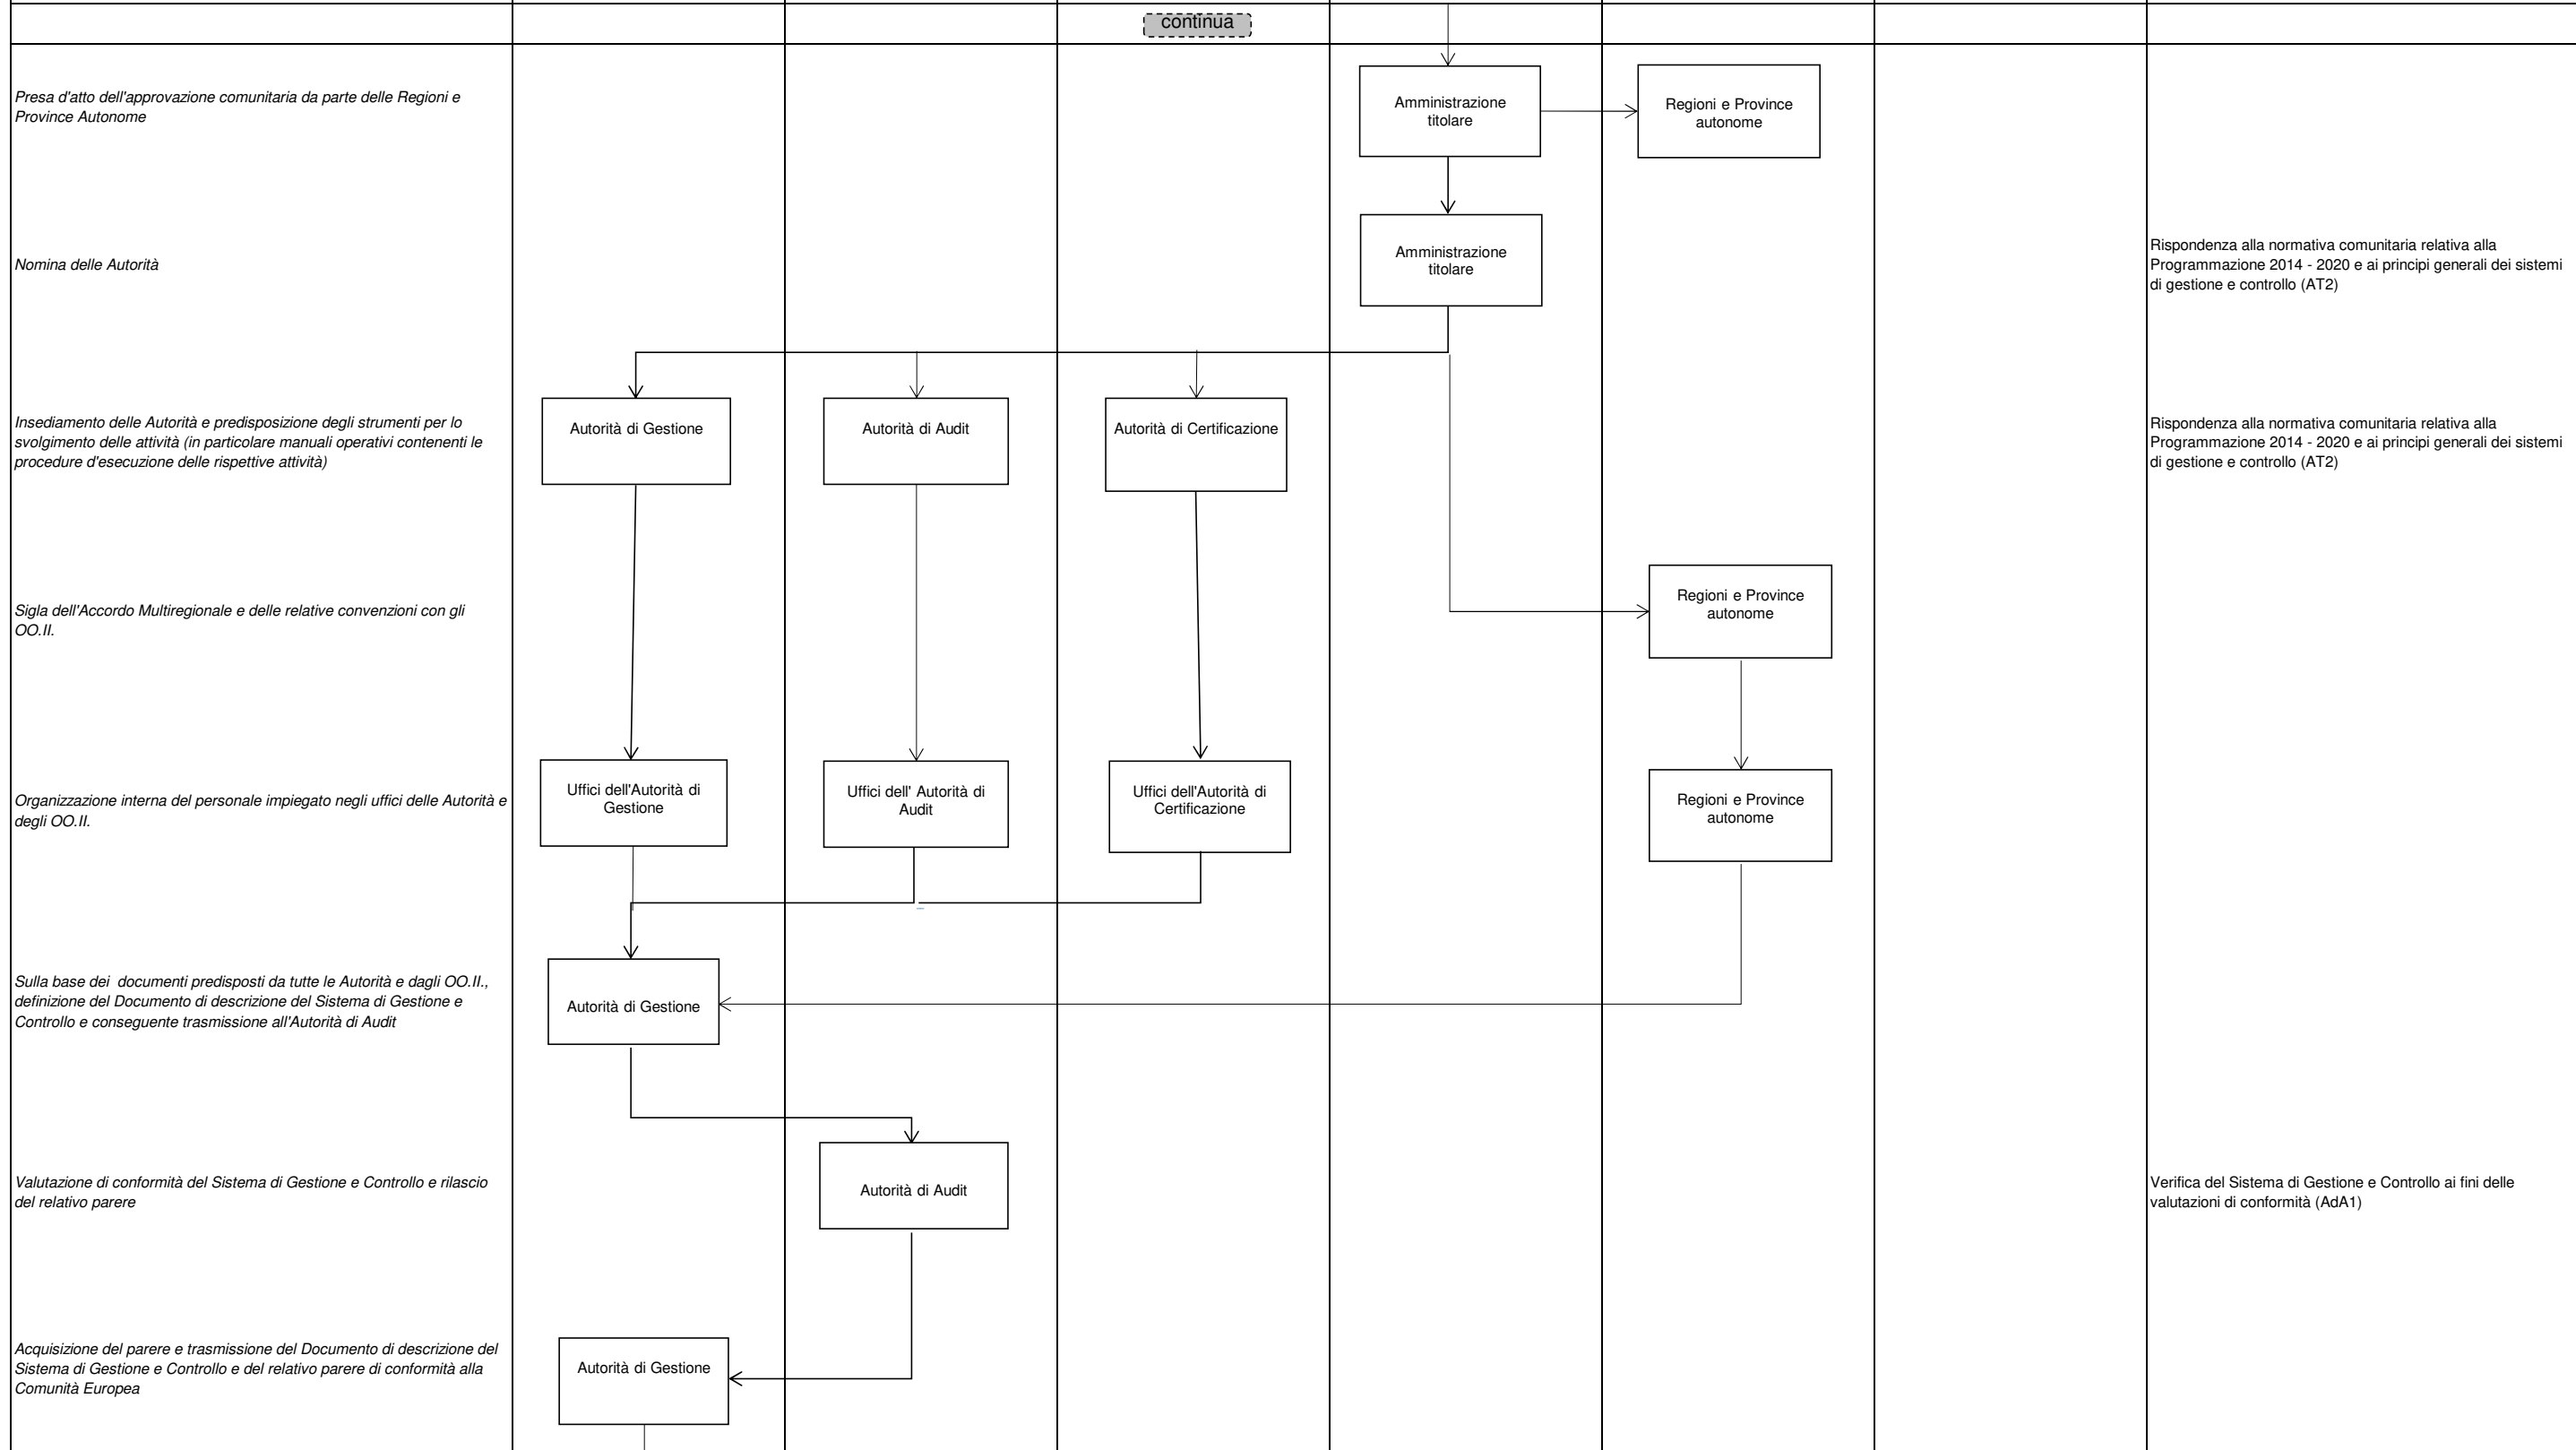 continua
Presa d'atto dell'approvazione comunitaria da parte delle Regioni e
Province Autonome
Amministrazione
titolare
Regioni e Province
autonome
Nomina delle Autorità
Amministrazione
titolare
Rispondenza alla normativa comunitaria relativa alla
Programmazione 2014 - 2020 e ai principi generali dei sistemi
di gestione e controllo (AT2)
Insediamento delle Autorità e predisposizione degli strumenti per lo
svolgimento delle attività (in particolare manuali operativi contenenti le
procedure d'esecuzione delle rispettive attività)
Autorità di Gestione
Autorità di Audit
Autorità di Certificazione
Rispondenza alla normativa comunitaria relativa alla
Programmazione 2014 - 2020 e ai principi generali dei sistemi
di gestione e controllo (AT2)
Sigla dell'Accordo Multiregionale e delle relative convenzioni con gli
OO.II.
Regioni e Province
autonome
Organizzazione interna del personale impiegato negli uffici delle Autorità e
degli OO.II.
Uffici dell'Autorità di
Gestione
Uffici dell' Autorità di
Audit
Uffici dell'Autorità di
Certificazione
Regioni e Province
autonome
Sulla base dei  documenti predisposti da tutte le Autorità e dagli OO.II.,
definizione del Documento di descrizione del Sistema di Gestione e
Controllo e conseguente trasmissione all'Autorità di Audit
Autorità di Gestione
Valutazione di conformità del Sistema di Gestione e Controllo e rilascio
del relativo parere
Autorità di Audit
Verifica del Sistema di Gestione e Controllo ai fini delle
valutazioni di conformità (AdA1)
Acquisizione del parere e trasmissione del Documento di descrizione del
Sistema di Gestione e Controllo e del relativo parere di conformità alla
Comunità Europea
Autorità di Gestione